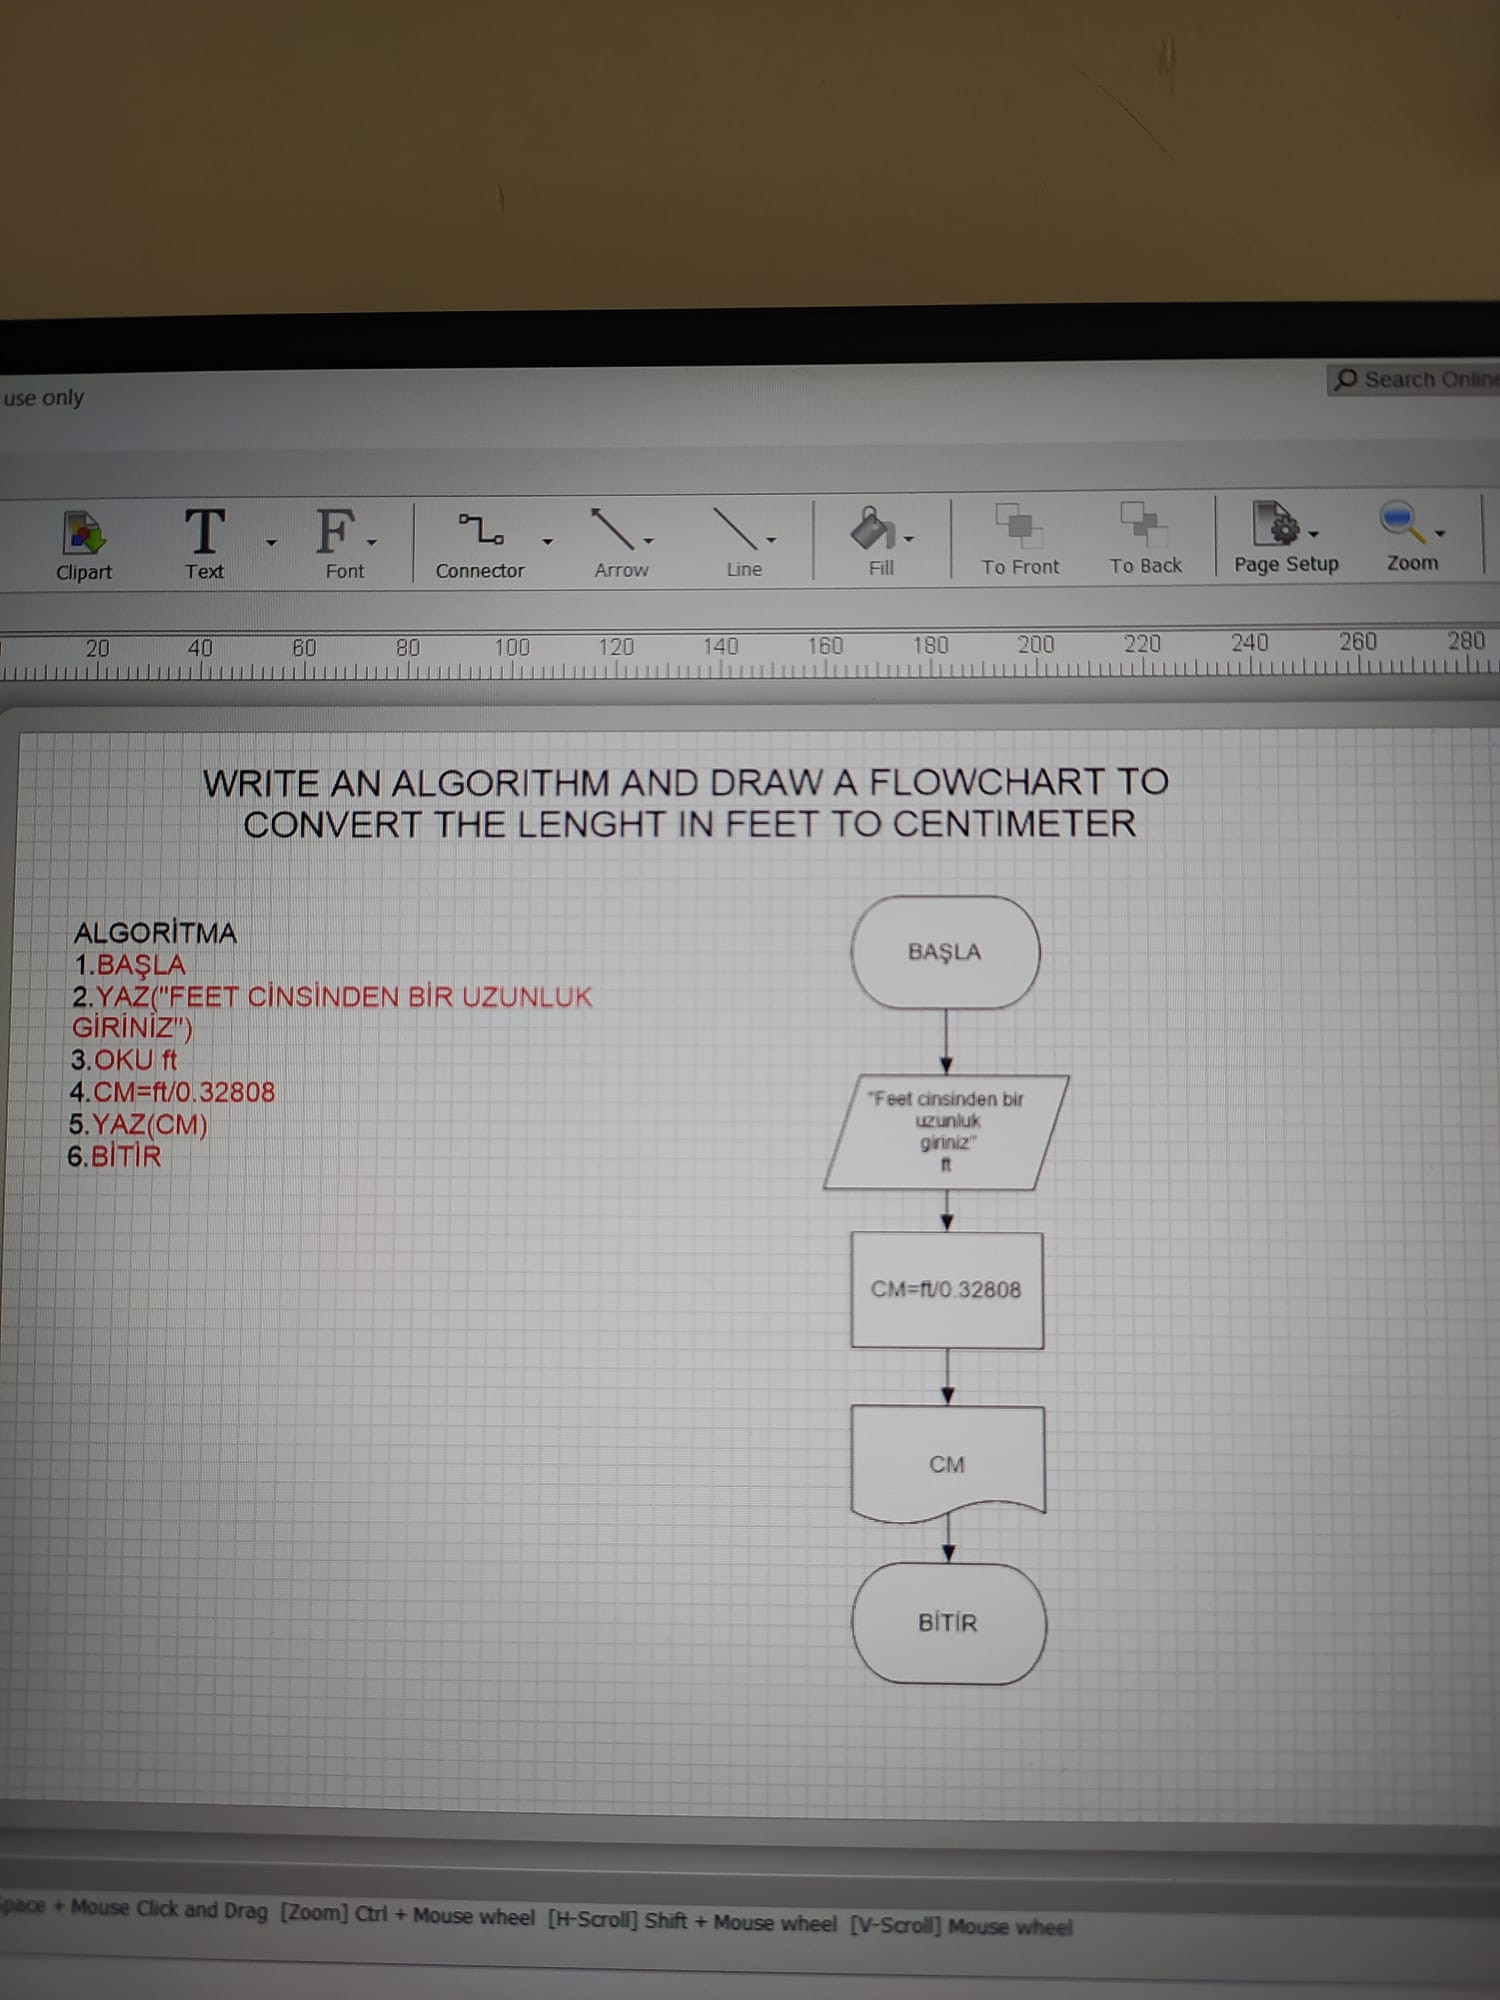 use only
Search Online
Clipart
Text
Font
Connector
Arrow
Line
Fill
To Front
To Back
Page Setup
Zoom
20 40 60 80 100 120 140 160 180 200 220 240 260 280
WRITE AN ALGORITHM AND DRAW A FLOWCHART TO
CONVERT THE LENGHT IN FEET TO CENTIMETER
ALGORİTMA
1.BAŞLA
2.YAZ("FEET CİNSİNDEN BİR UZUNLUK
GİRİNİZ")
3.OKU ft
4.CM=ft/0.32808
5.YAZ(CM)
6.BİTİR
BAŞLA
"Feet cinsinden bir
uzunluk
giriniz"
ft
CM=ft/0.32808
CM
BİTİR
Space + Mouse Click and Drag [Zoom] Ctrl + Mouse wheel [H-Scroll] Shift + Mouse wheel [V-Scroll] Mouse wheel